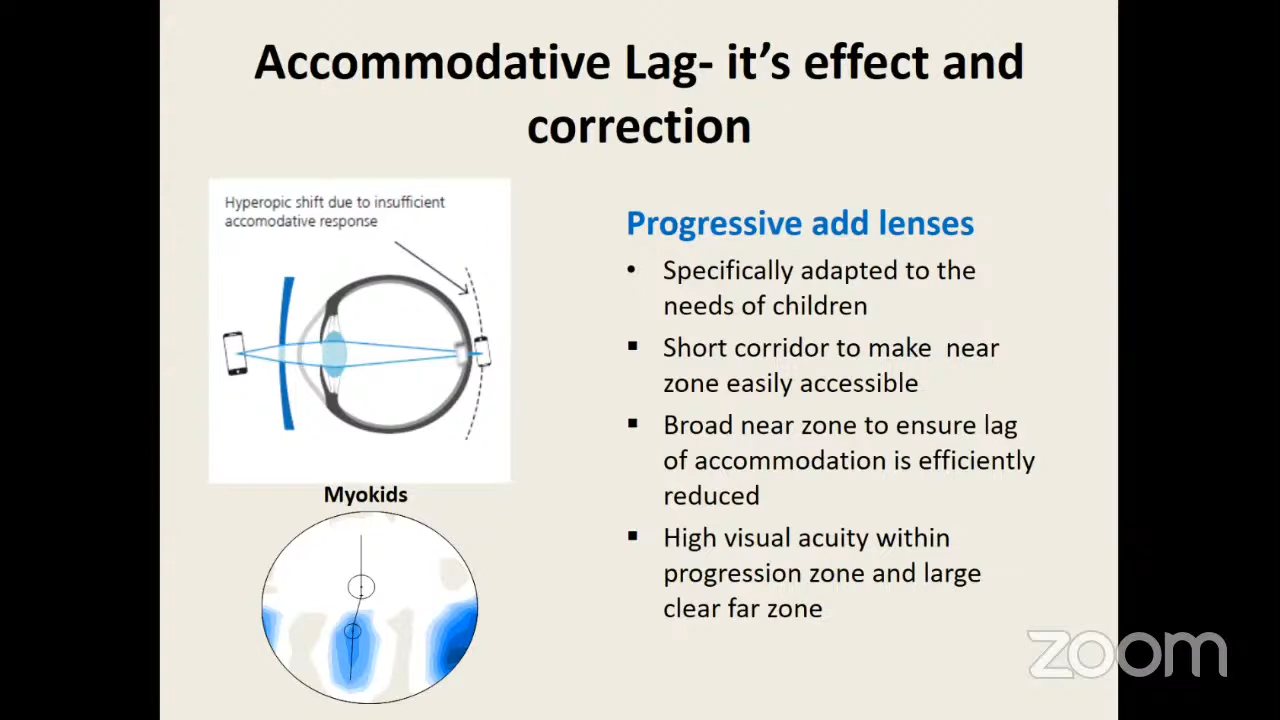 Accommodative Lag- it's effect and
correction
Hyperopic shift due to insufficient
accomodative response
Myokids
Progressive add lenses
• Specifically adapted to the
needs of children
▪ Short corridor to make near
zone easily accessible
▪ Broad near zone to ensure lag
of accommodation is efficiently
reduced
▪ High visual acuity within
progression zone and large
clear far zone
zoom